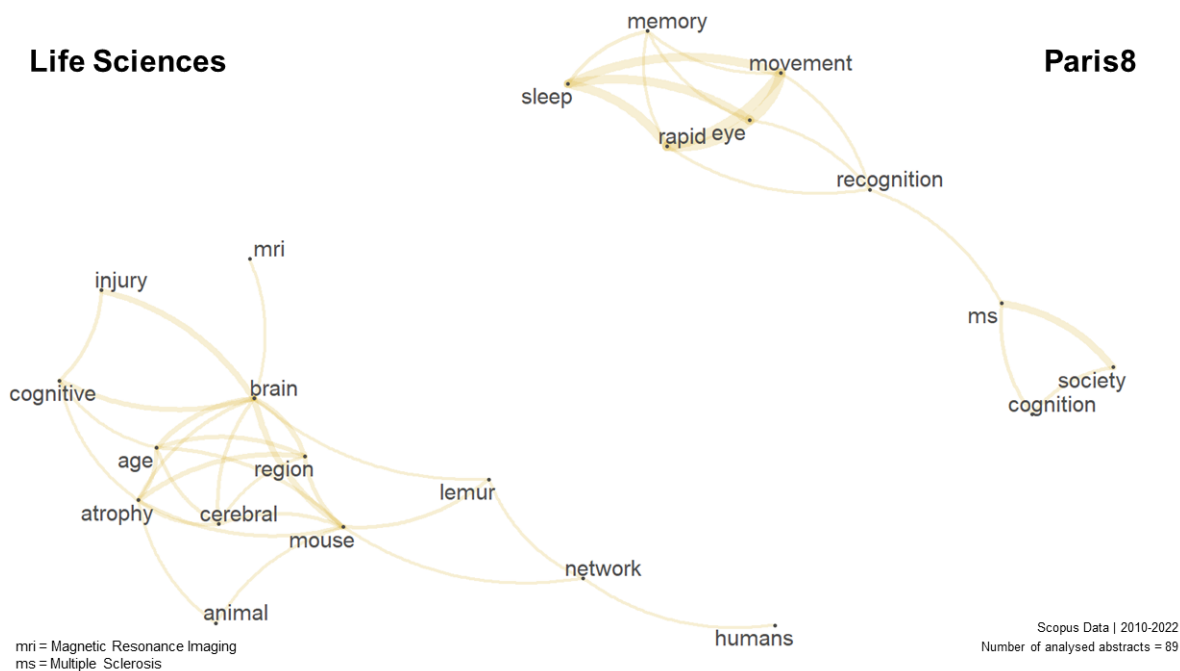 Life Sciences
Paris8
memory
movement
sleep
rapid eye
recognition
mri
injury
ms
cognitive
brain
society
cognition
age
region
lemur
atrophy
cerebral
mouse
network
animal
humans
mri = Magnetic Resonance Imaging
ms = Multiple Sclerosis
Scopus Data | 2010-2022
Number of analysed abstracts = 89